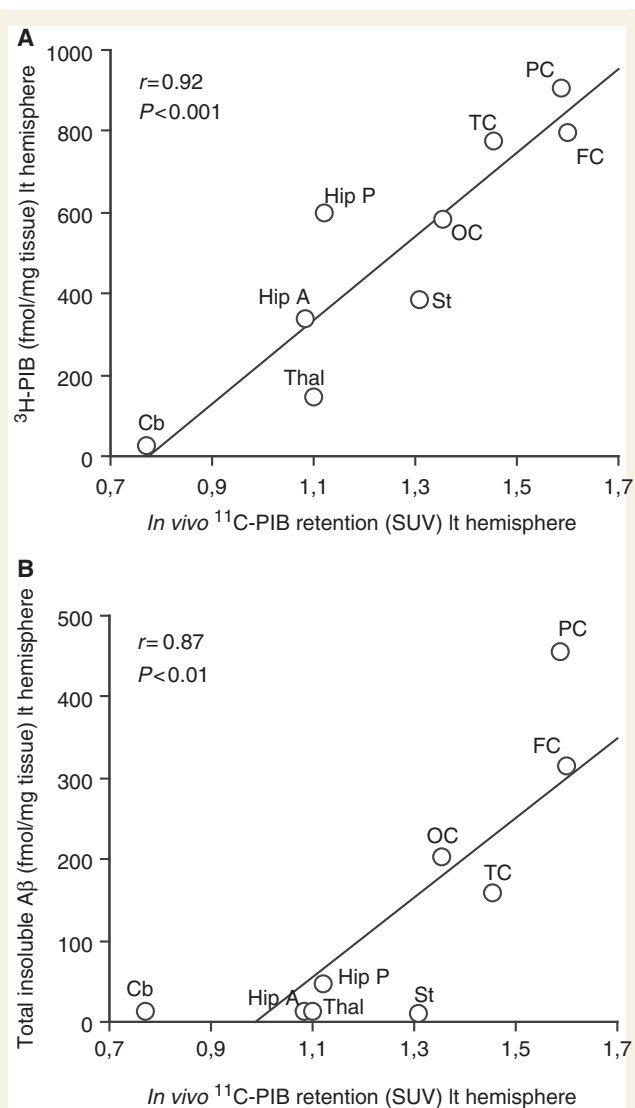 A
1000
800
600
400
200
0
³H-PIB (fmol/mg tissue) lt hemisphere
r=0.92
P<0.001
PC
TC
FC
Hip P
OC
Hip A
St
Thal
Cb
0,7 0,9 1,1 1,3 1,5 1,7
In vivo ¹¹C-PIB retention (SUV) lt hemisphere
B
500
400
300
200
100
0
Total insoluble Aβ (fmol/mg tissue) lt hemisphere
r=0.87
P<0.01
PC
FC
OC
TC
Cb
Hip A
Hip P
Thal
St
0,7 0,9 1,1 1,3 1,5 1,7
In vivo ¹¹C-PIB retention (SUV) lt hemisphere